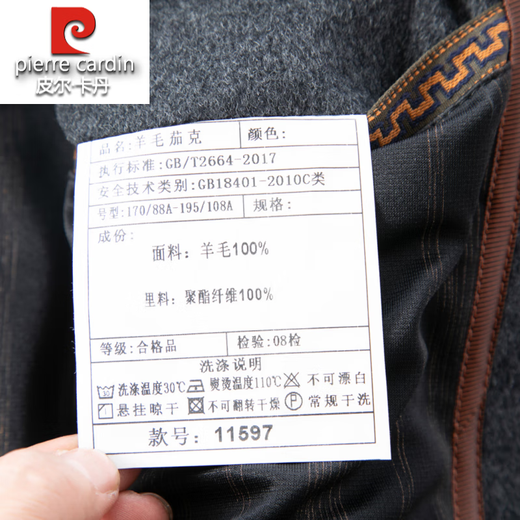 pierre cardin
皮尔·卡丹
品名:羊毛茄克 颜色:
执行标准:GB/T2664-2017
安全技术类别:GB18401-2010C类
号型:170/88A-195/108A 规格:
成份:
面料:羊毛100%
里料:聚酯纤维100%
等级:合格品 检验:08检
洗涤说明
洗涤温度30℃ 熨烫温度110℃ 不可漂白
悬挂晾干 不可翻转干燥 常规干洗
款号:11597